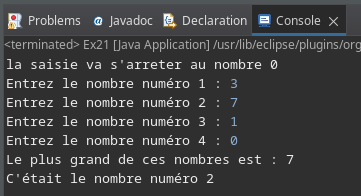 Problems Javadoc Declaration Console
<terminated> Ex21 [Java Application] /usr/lib/eclipse/plugins/org
la saisie va s'arreter au nombre 0
Entrez le nombre numéro 1 : 3
Entrez le nombre numéro 2 : 7
Entrez le nombre numéro 3 : 1
Entrez le nombre numéro 4 : 0
Le plus grand de ces nombres est : 7
C'était le nombre numéro 2